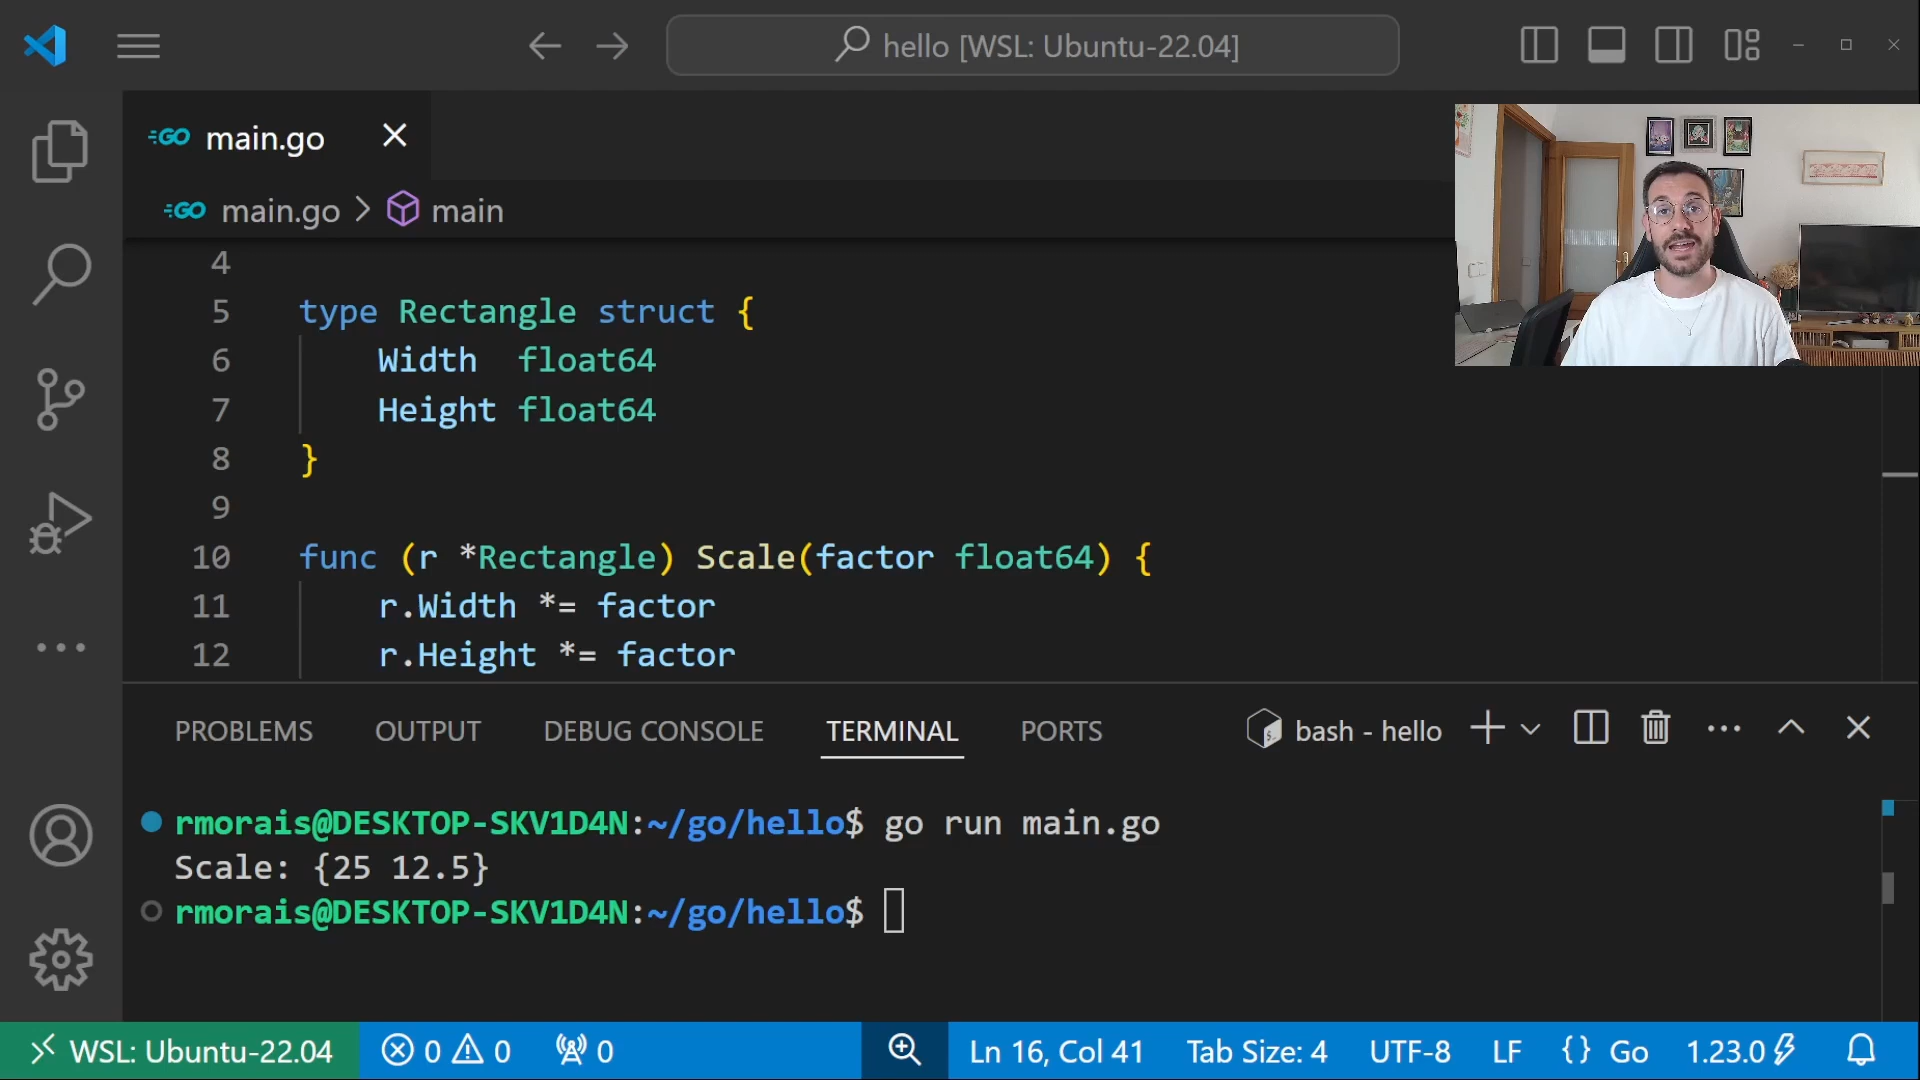 hello [WSL: Ubuntu-22.04]
GO main.go
GO main.go > main
4
5 type Rectangle struct {
6 Width float64
7 Height float64
8 }
9
10 func (r *Rectangle) Scale(factor float64) {
11 r.Width *= factor
12 r.Height *= factor
PROBLEMS OUTPUT DEBUG CONSOLE TERMINAL PORTS bash - hello
rmorais@DESKTOP-SKV1D4N:~/go/hello$ go run main.go
Scale: {25 12.5}
rmorais@DESKTOP-SKV1D4N:~/go/hello$
WSL: Ubuntu-22.04 0 0 0 Ln 16, Col 41 Tab Size: 4 UTF-8 LF {} Go 1.23.0